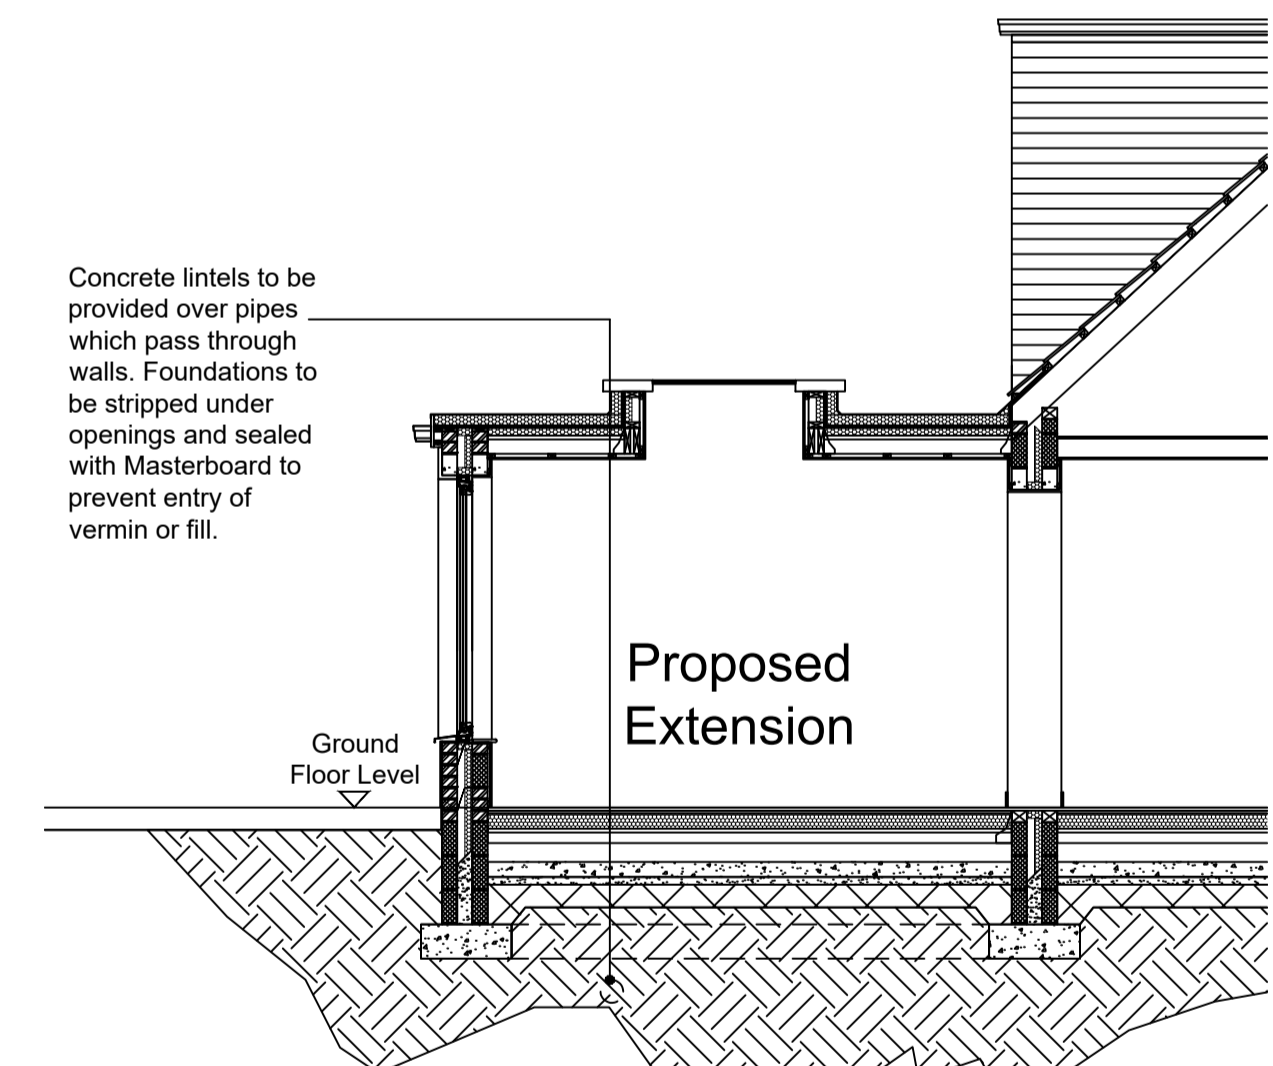 Concrete lintels to be
provided over pipes
which pass through
walls. Foundations to
be stripped under
openings and sealed
with Masterboard to
prevent entry of
vermin or fill.
Proposed
Extension
Ground
Floor Level